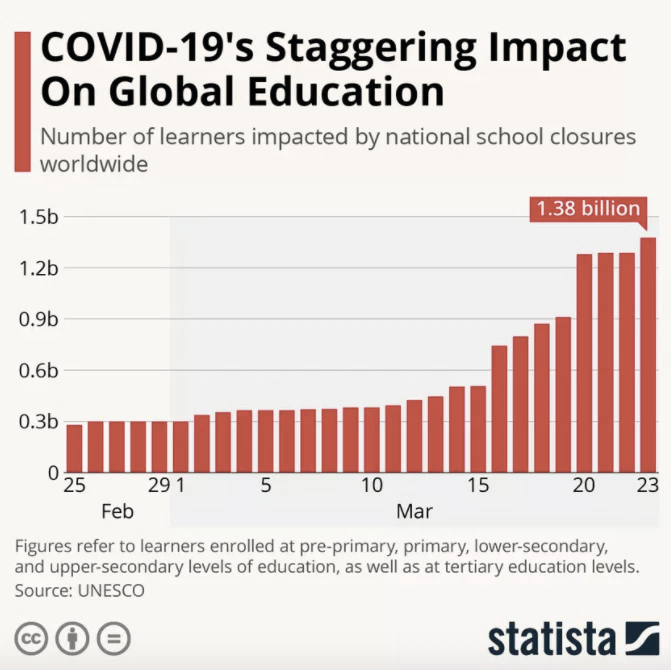 COVID-19's Staggering Impact
On Global Education
Number of learners impacted by national school closures
worldwide
1.38 billion
1.5b
1.2b
0.9b
0.6b
0.3b
0
25 29 1 5 10 15 20 23
Feb Mar
Figures refer to learners enrolled at pre-primary, primary, lower-secondary,
and upper-secondary levels of education, as well as at tertiary education levels.
Source: UNESCO
cc
statista